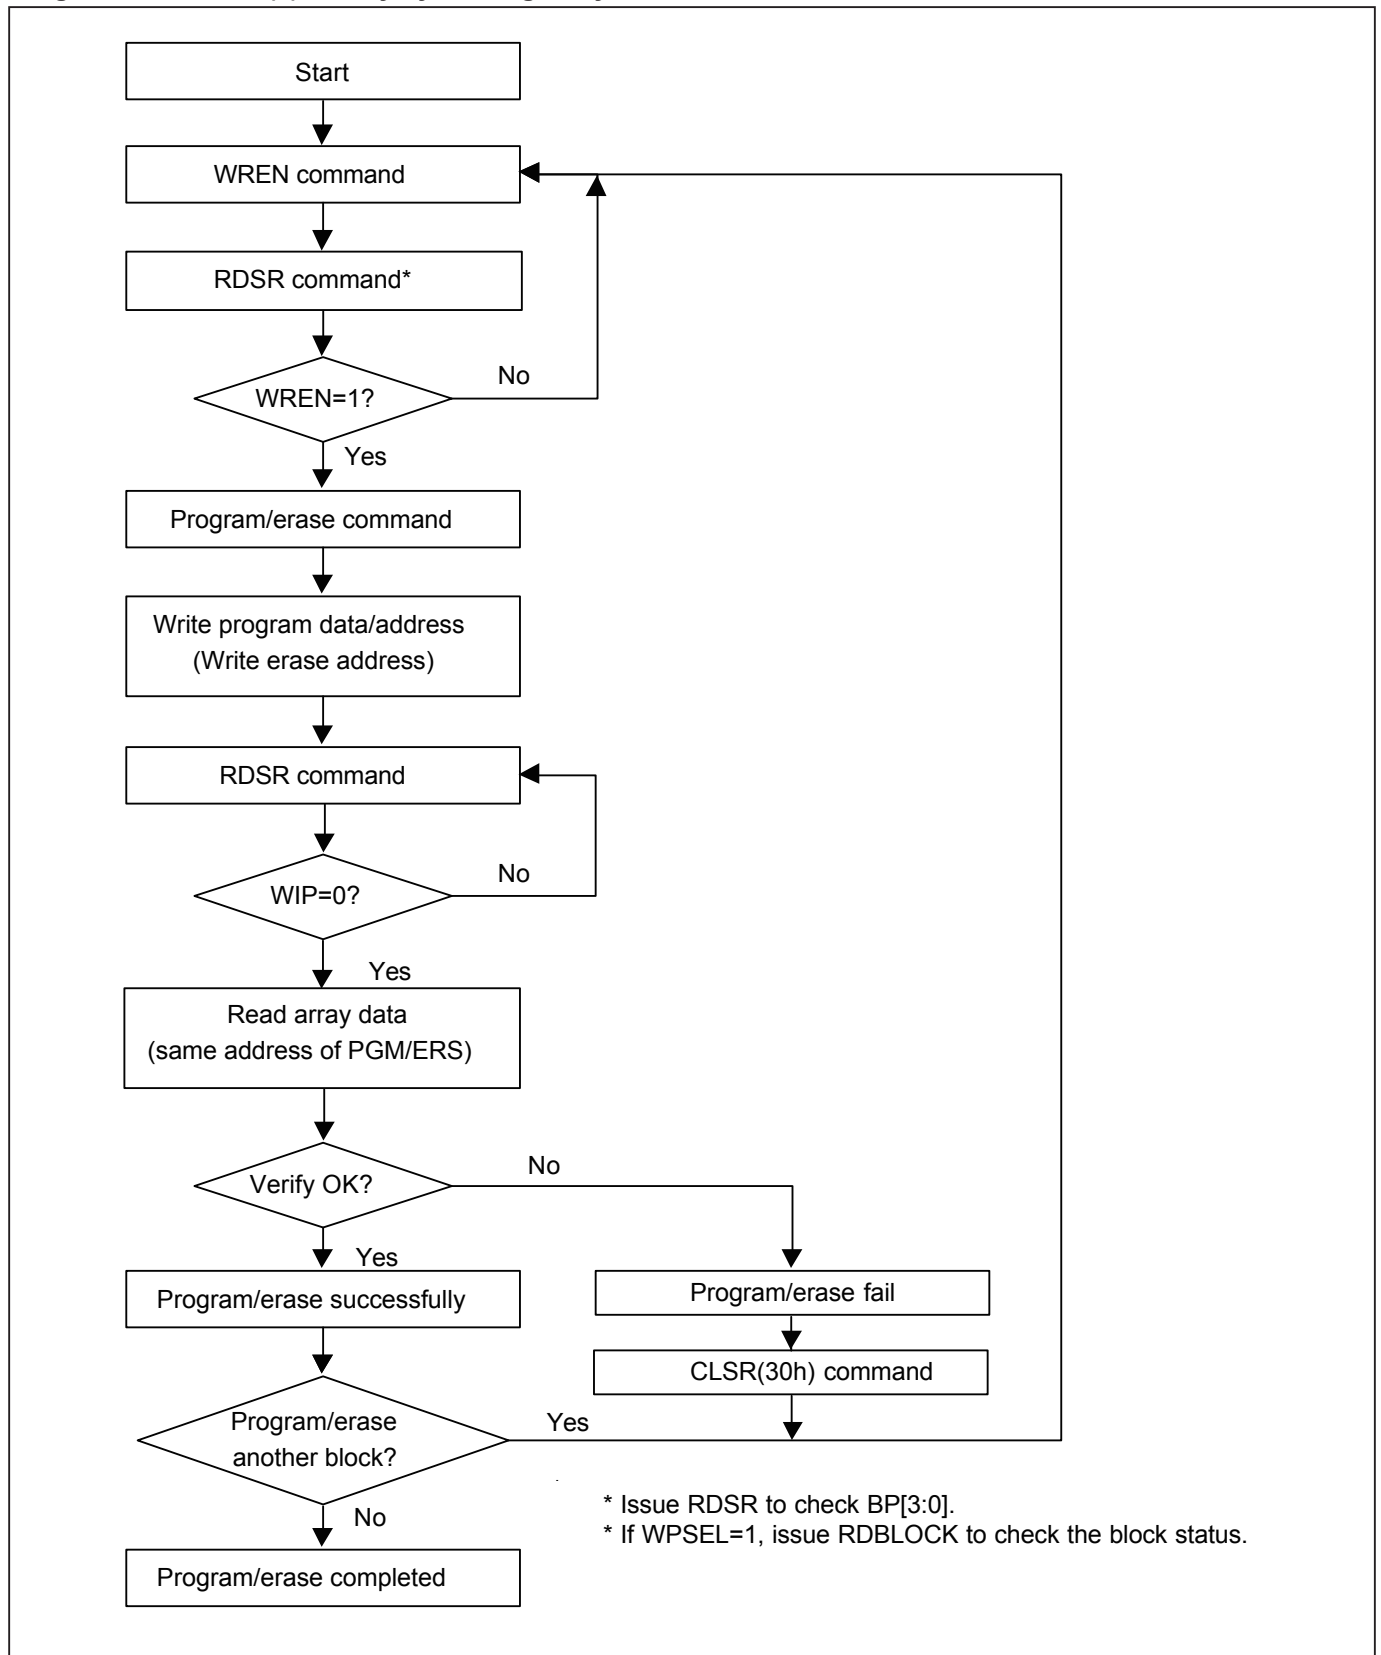 Start
WREN command
RDSR command*
WREN=1?
No
Yes
Program/erase command
Write program data/address
(Write erase address)
RDSR command
WIP=0?
No
Yes
Read array data
(same address of PGM/ERS)
Verify OK?
No
Yes
Program/erase successfully
Program/erase fail
CLSR(30h) command
Program/erase
another block?
Yes
No
* Issue RDSR to check BP[3:0].
* If WPSEL=1, issue RDBLOCK to check the block status.
Program/erase completed